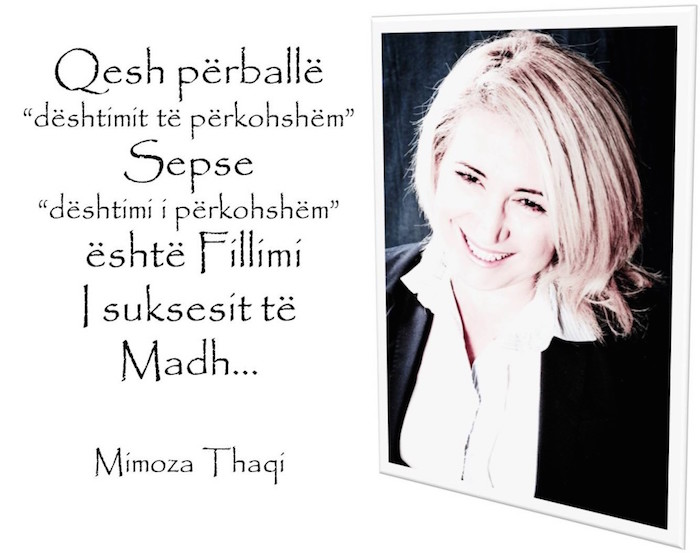 Qesh përballë
“dështimit të përkohshëm”
Sepse
“dështimi i përkohshëm”
është Fillimi
I suksesit të
Madh...
Mimoza Thaqi